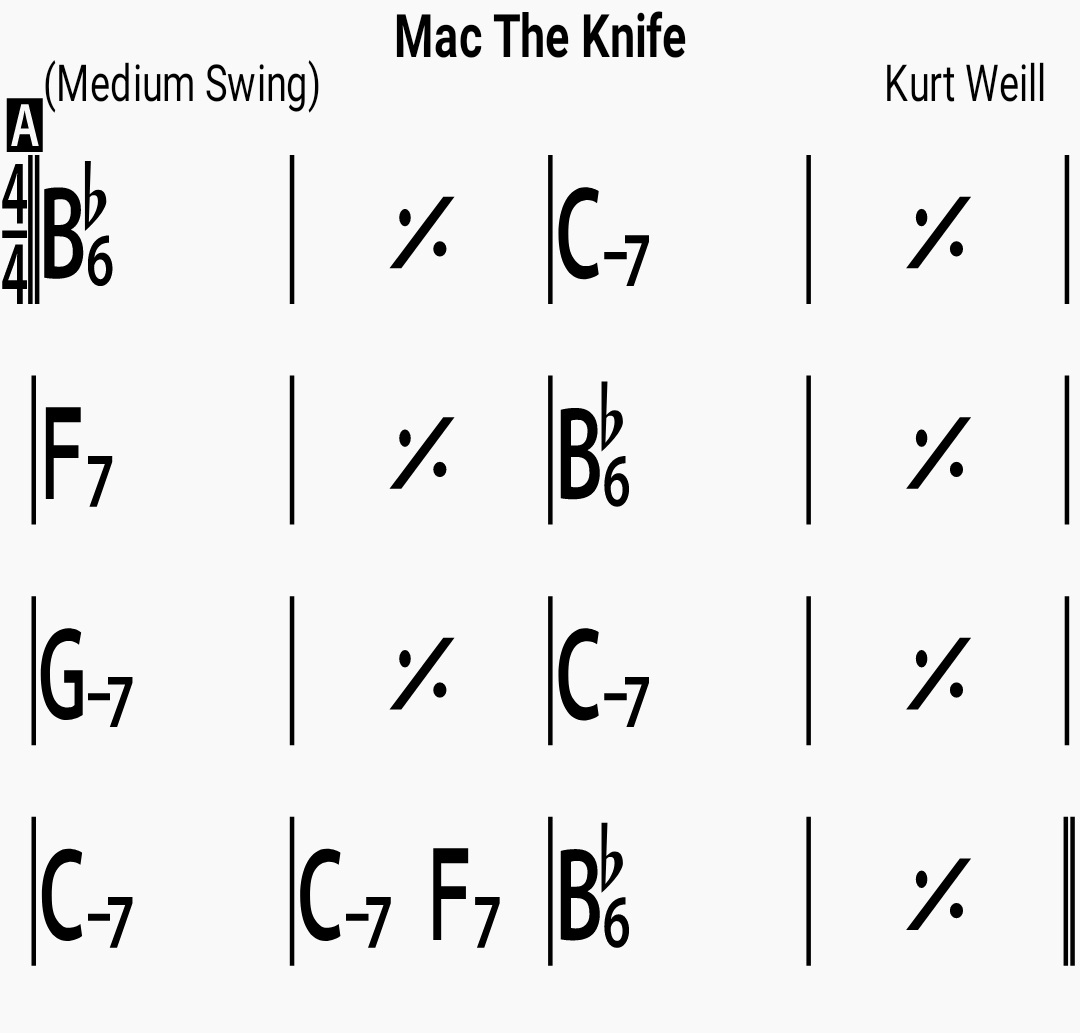 Mac The Knife
(Medium Swing) Kurt Weill
A
4/4 B♭6 | 𝄎 | C–7 | 𝄎
F7 | 𝄎 | B♭6 | 𝄎
G–7 | 𝄎 | C–7 | 𝄎
C–7 | C–7 F7 | B♭6 | 𝄎